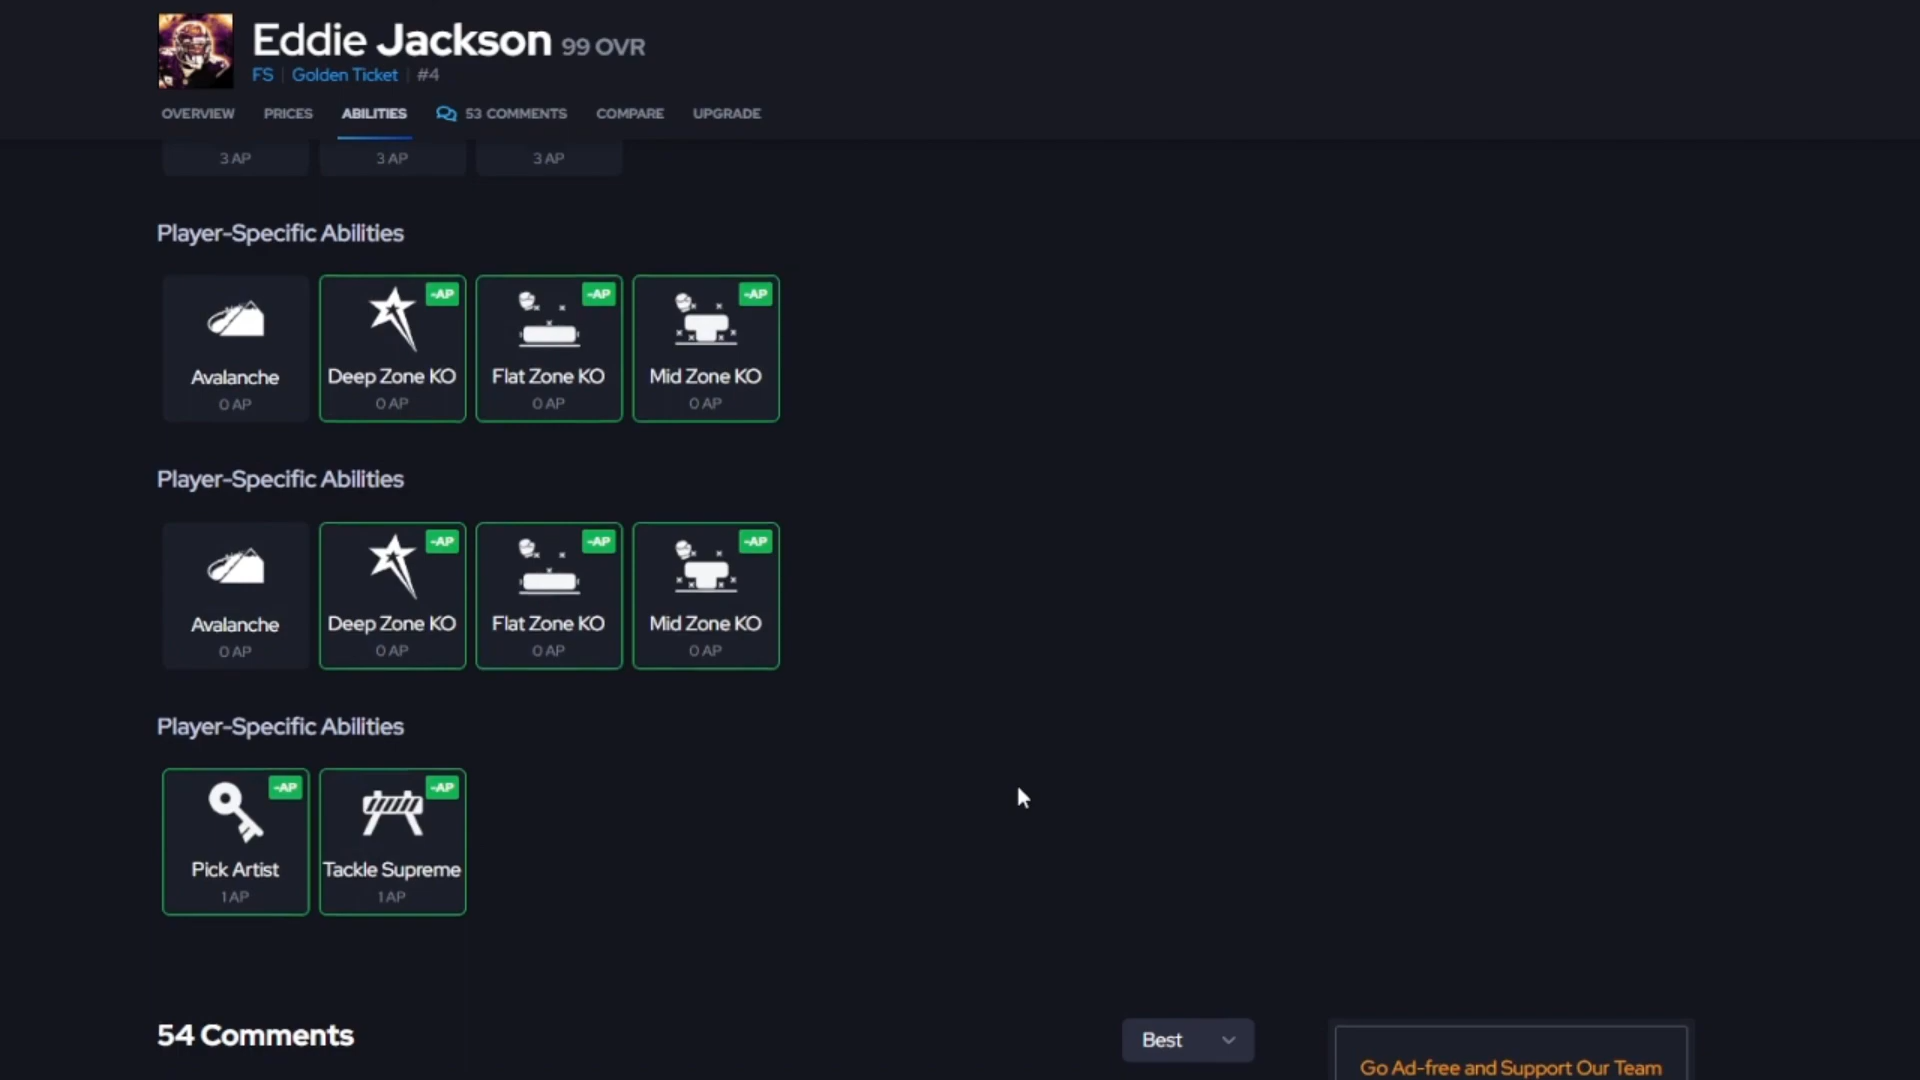 Eddie Jackson 99 OVR
FS | Golden Ticket | #4
OVERVIEW PRICES ABILITIES 53 COMMENTS COMPARE UPGRADE
3 AP 3 AP 3 AP
Player-Specific Abilities
-AP -AP -AP
Avalanche Deep Zone KO Flat Zone KO Mid Zone KO
0 AP 0 AP 0 AP 0 AP
Player-Specific Abilities
-AP -AP -AP
Avalanche Deep Zone KO Flat Zone KO Mid Zone KO
0 AP 0 AP 0 AP 0 AP
Player-Specific Abilities
-AP -AP
Pick Artist Tackle Supreme
1 AP 1 AP
54 Comments Best
Go Ad-free and Support Our Team